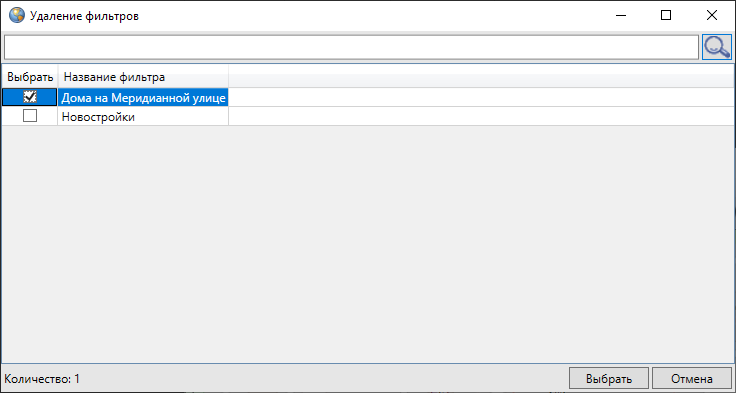 Удаление фильтров
Выбрать Название фильтра
Дома на Меридианной улице
Новостройки
Количество: 1
Выбрать Отмена